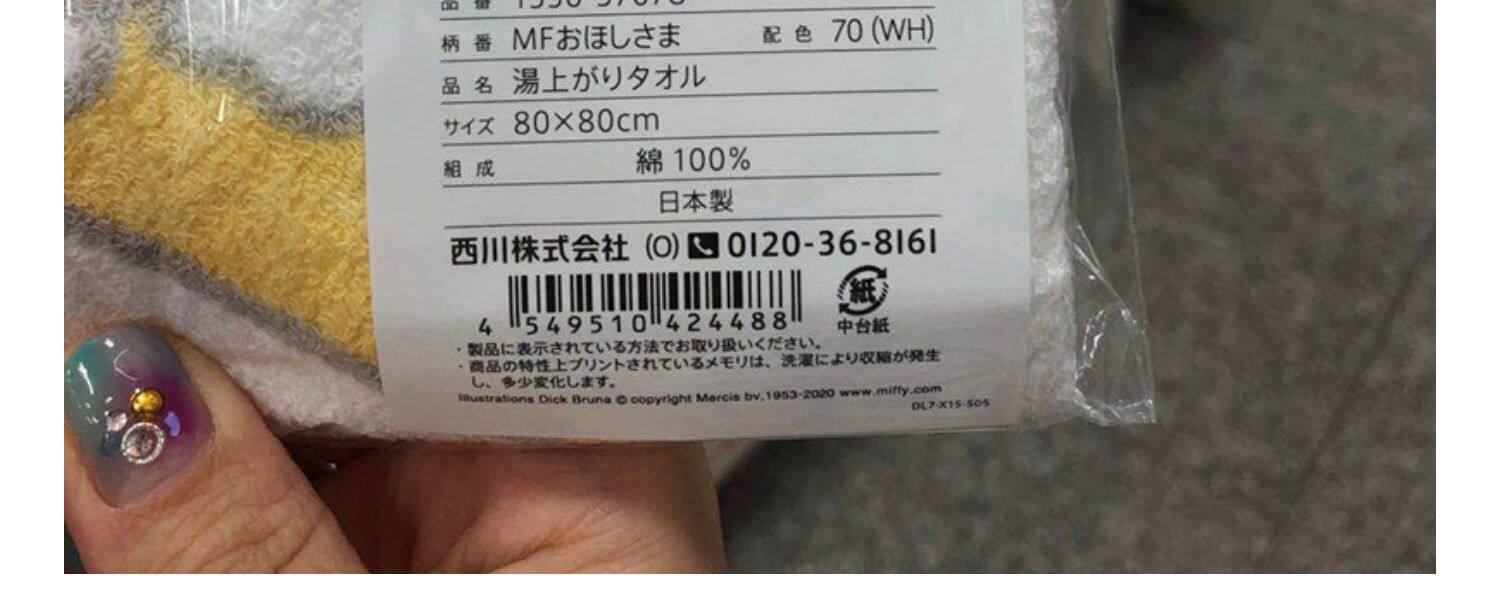 柄番 MFおほしさま 配色 70(WH)
品名 湯上がりタオル
サイズ 80×80cm
組成 綿100%
日本製
西川株式会社 (O) 0120-36-8161
4 549510 424488
紙
中台紙
・製品に表示されている方法でお取り扱いください。
・商品の特性上プリントされているメモリは、洗濯により収縮が発生
し、多少変化します。
Illustrations Dick Bruna © copyright Mercis bv,1953-2020 www.miffy.com
DL7-X15-505